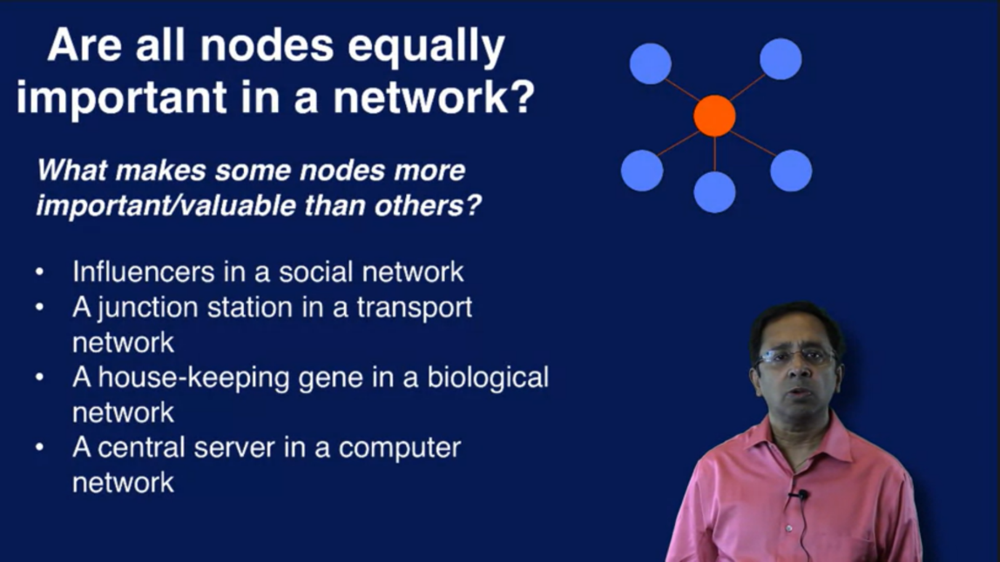 Are all nodes equally
important in a network?
What makes some nodes more
important/valuable than others?
• Influencers in a social network
• A junction station in a transport
network
• A house-keeping gene in a biological
network
• A central server in a computer
network